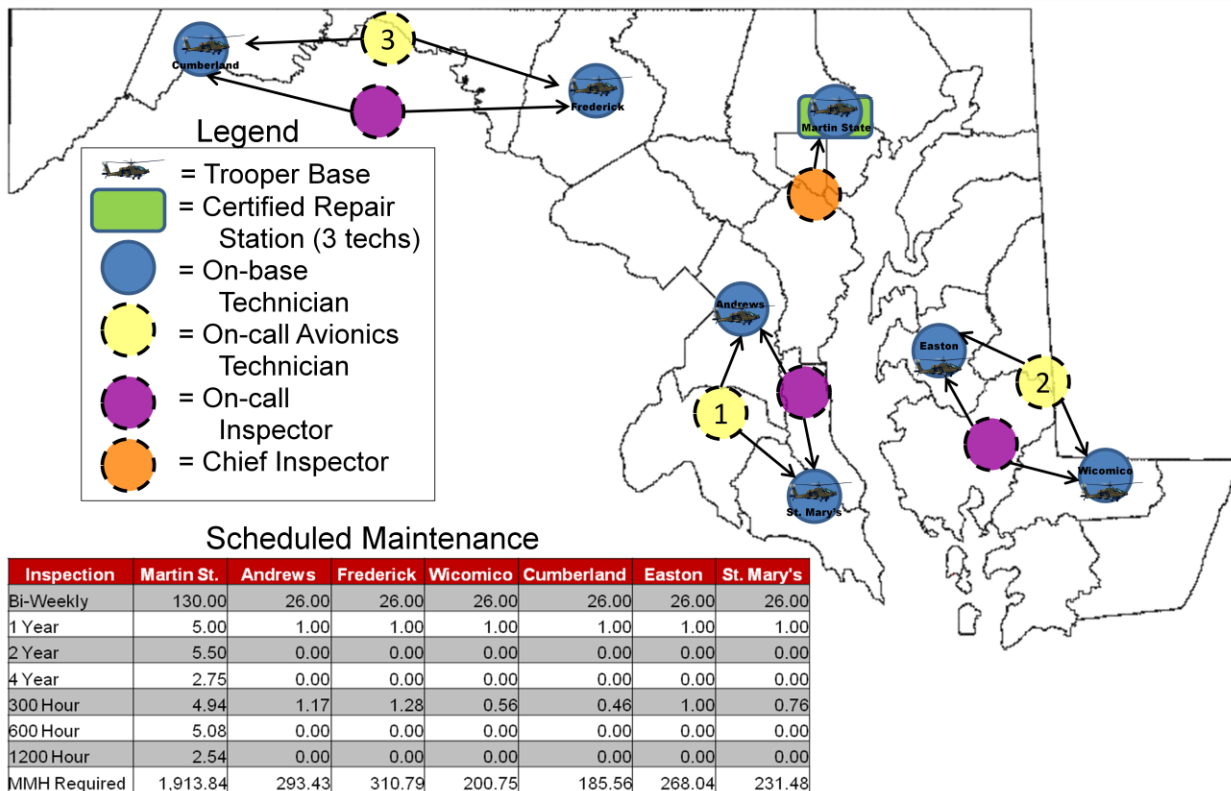 3
Cumberland
Frederick
Martin State
Legend
= Trooper Base
= Certified Repair
Station (3 techs)
= On-base
Technician
= On-call Avionics
Technician
= On-call
Inspector
= Chief Inspector
Andrews
Easton
2
1
Wicomico
St. Mary's
Scheduled Maintenance
Inspection Martin St. Andrews Frederick Wicomico Cumberland Easton St. Mary's
Bi-Weekly 130.00 26.00 26.00 26.00 26.00 26.00 26.00
1 Year 5.00 1.00 1.00 1.00 1.00 1.00 1.00
2 Year 5.50 0.00 0.00 0.00 0.00 0.00 0.00
4 Year 2.75 0.00 0.00 0.00 0.00 0.00 0.00
300 Hour 4.94 1.17 1.28 0.56 0.46 1.00 0.76
600 Hour 5.08 0.00 0.00 0.00 0.00 0.00 0.00
1200 Hour 2.54 0.00 0.00 0.00 0.00 0.00 0.00
MMH Required 1,913.84 293.43 310.79 200.75 185.56 268.04 231.48